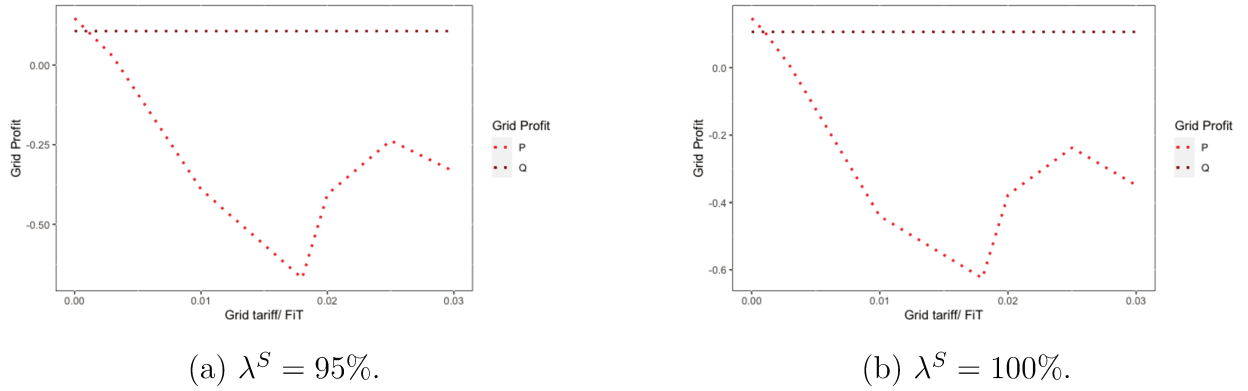 0.00
-0.25
-0.50
Grid Profit
0.00 0.01 0.02 0.03
Grid tariff/ FiT
Grid Profit
P
Q
(a) λ^S = 95%.
0.0
-0.2
-0.4
-0.6
Grid Profit
0.00 0.01 0.02 0.03
Grid tariff/ FiT
Grid Profit
P
Q
(b) λ^S = 100%.